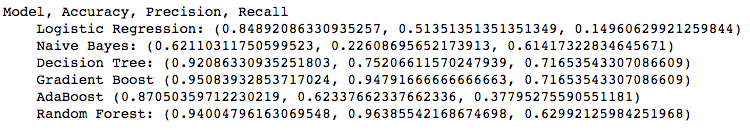 Model, Accuracy, Precision, Recall
Logistic Regression: (0.84892086330935257, 0.51351351351351349, 0.14960629921259844)
Naive Bayes: (0.62110311750599523, 0.22608695652173913, 0.61417322834645671)
Decision Tree: (0.92086330935251803, 0.75206611570247939, 0.71653543307086609)
Gradient Boost (0.95083932853717024, 0.94791666666666663, 0.71653543307086609)
AdaBoost (0.87050359712230219, 0.62337662337662336, 0.37795275590551181)
Random Forest: (0.94004796163069548, 0.96385542168674698, 0.62992125984251968)